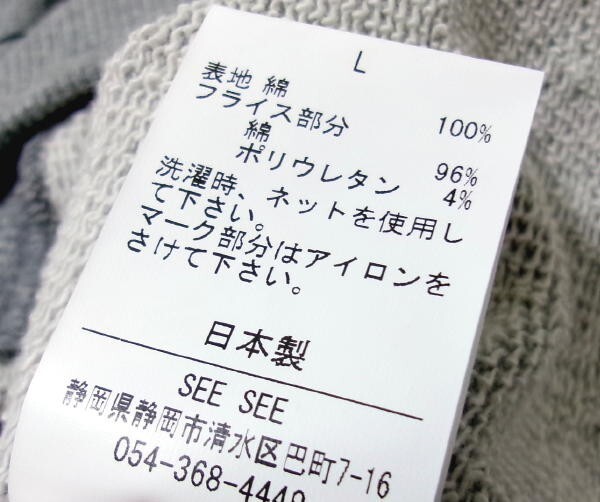 L
表地 綿 100%
フライス部分
綿 96%
ポリウレタン 4%
洗濯時、ネットを使用し
て下さい。
マーク部分はアイロンを
さけて下さい。
日本製
SEE SEE
静岡県静岡市清水区巴町7-16
054-368-4448